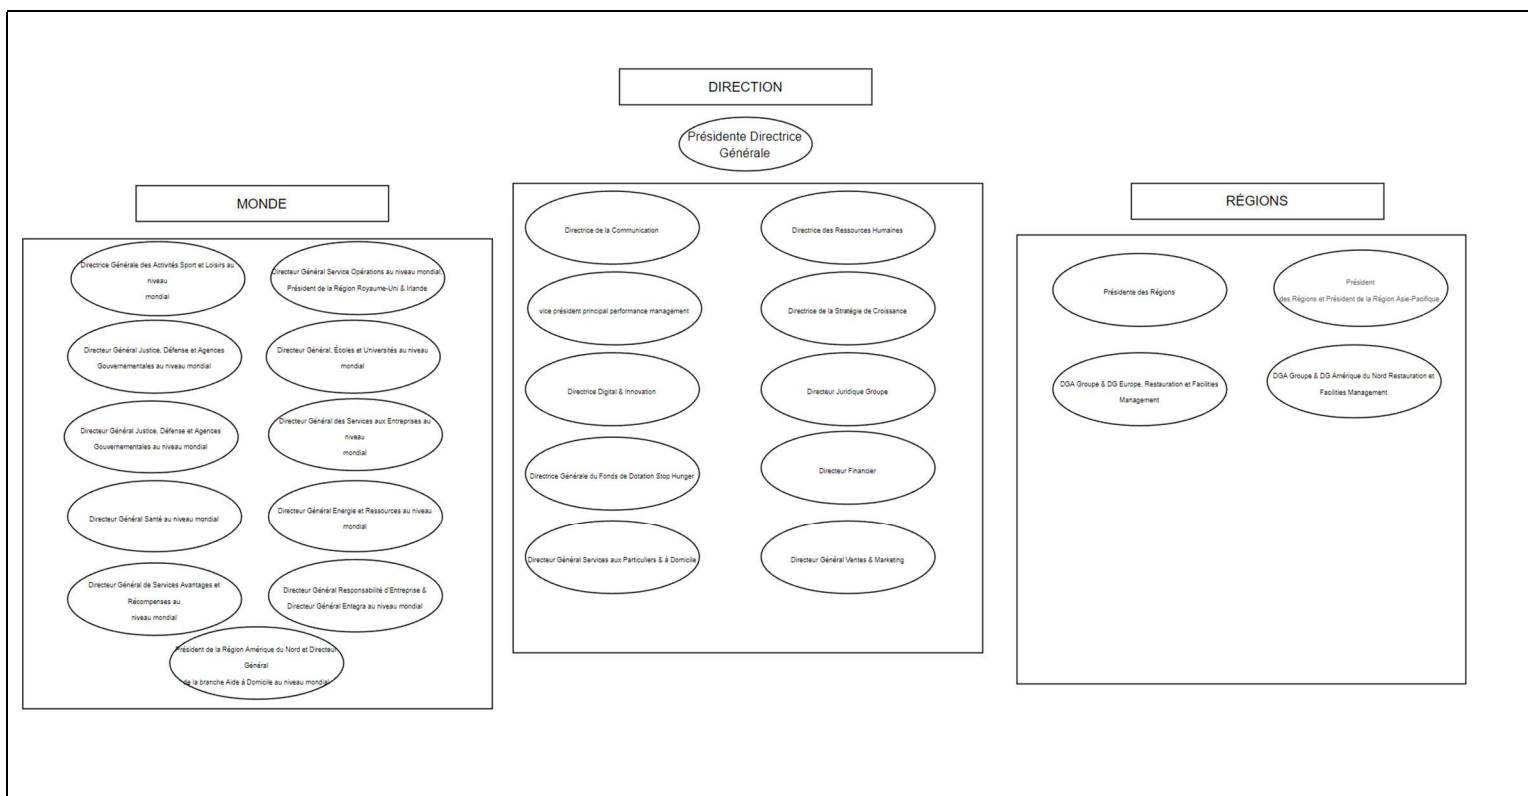 DIRECTION
Présidente Directrice
Générale
MONDE
Directrice Générale des Activités Sport et Loisirs au
niveau
mondial
Directeur Général Service Opérations au niveau mondial,
Président de la Région Royaume-Uni & Irlande
Directeur Général Justice, Défense et Agences
Gouvernementales au niveau mondial
Directeur Général, Écoles et Universités au niveau
mondial
Directeur Général Justice, Défense et Agences
Gouvernementales au niveau mondial
Directeur Général des Services aux Entreprises au
niveau
mondial
Directeur Général Santé au niveau mondial
Directeur Général Energie et Ressources au niveau
mondial
Directeur Général de Services Avantages et
Récompenses au
niveau mondial
Directeur Général Responsabilité d'Entreprise &
Directeur Général Entegra au niveau mondial
Président de la Région Amérique du Nord et Directeur
Général
de la branche Aide à Domicile au niveau mondial
Directrice de la Communication
Directrice des Ressources Humaines
vice président principal performance management
Directrice de la Stratégie de Croissance
Directrice Digital & Innovation
Directeur Juridique Groupe
Directrice Générale du Fonds de Dotation Stop Hunger
Directeur Financier
Directeur Général Services aux Particuliers & à Domicile
Directeur Général Ventes & Marketing
RÉGIONS
Présidente des Régions
Président
des Régions et Président de la Région Asie-Pacifique
DGA Groupe & DG Europe, Restauration et Facilities
Management
DGA Groupe & DG Amérique du Nord Restauration et
Facilities Management